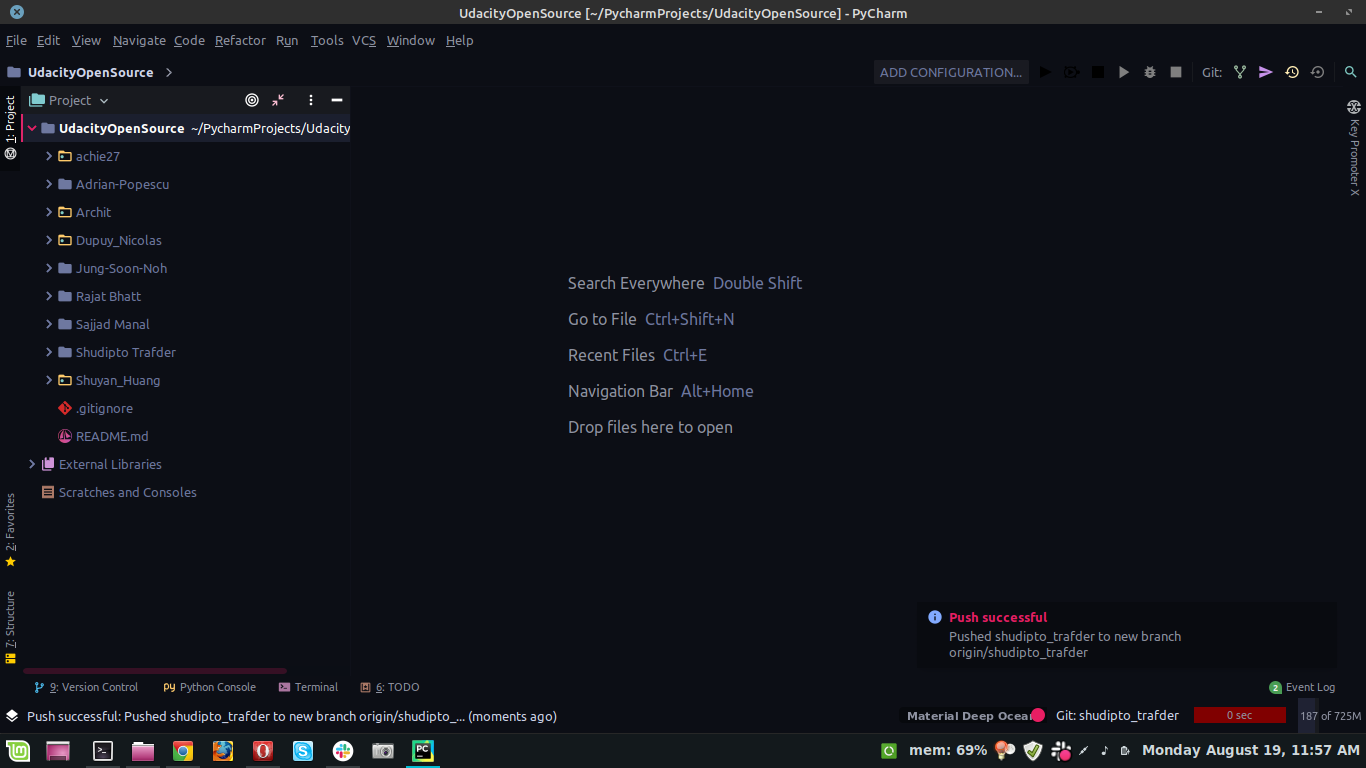 UdacityOpenSource [~/PycharmProjects/UdacityOpenSource] - PyCharm
File Edit View Navigate Code Refactor Run Tools VCS Window Help
UdacityOpenSource
ADD CONFIGURATION...
Git:
1: Project
Project
UdacityOpenSource ~/PycharmProjects/Udacity
achie27
Adrian-Popescu
Archit
Dupuy_Nicolas
Jung-Soon-Noh
Rajat Bhatt
Sajjad Manal
Shudipto Trafder
Shuyan_Huang
.gitignore
README.md
External Libraries
Scratches and Consoles
2: Favorites
7: Structure
Search Everywhere Double Shift
Go to File Ctrl+Shift+N
Recent Files Ctrl+E
Navigation Bar Alt+Home
Drop files here to open
Key Promoter X
Push successful
Pushed shudipto_trafder to new branch
origin/shudipto_trafder
9: Version Control
Python Console
Terminal
6: TODO
2 Event Log
Push successful: Pushed shudipto_trafder to new branch origin/shudipto_... (moments ago)
Material Deep Ocean
Git: shudipto_trafder
0 sec
187 of 725M
PC
mem: 69%
Monday August 19, 11:57 AM